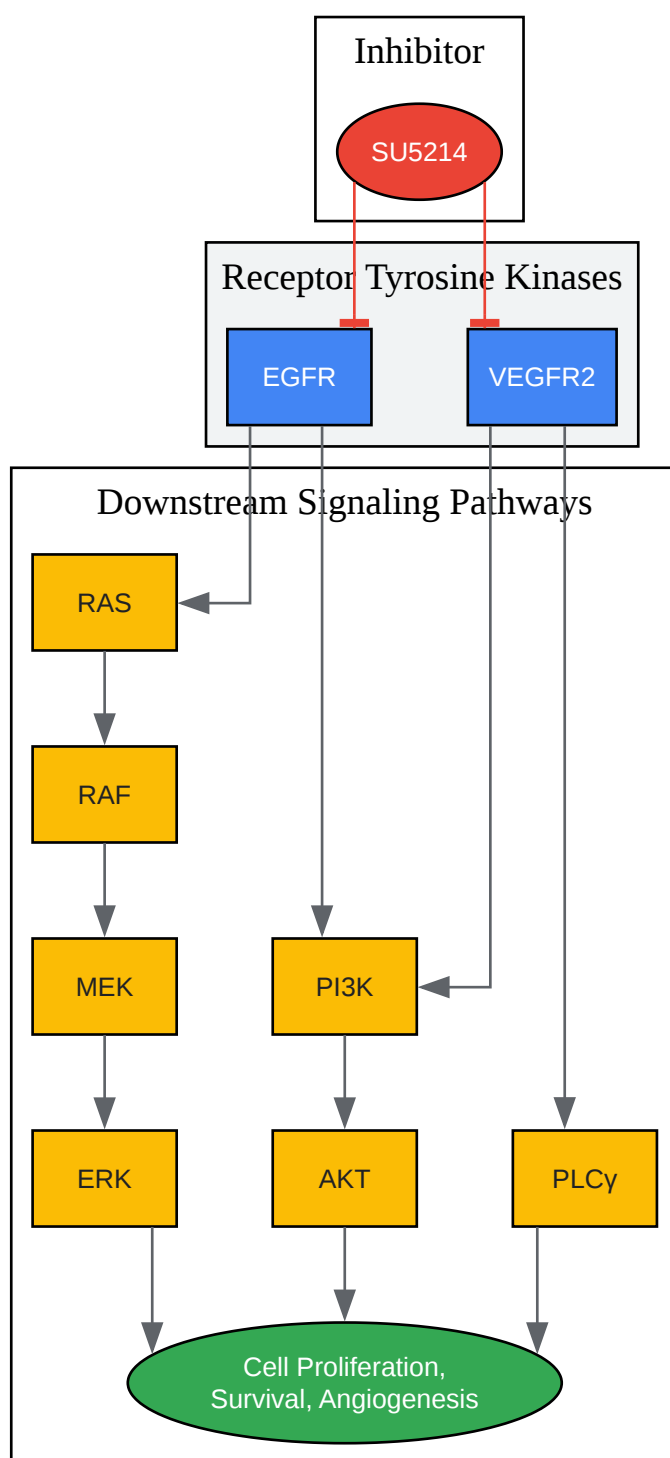 Inhibitor
SU5214
Receptor Tyrosine Kinases
EGFR
VEGFR2
Downstream Signaling Pathways
RAS
RAF
MEK
PI3K
ERK
AKT
PLCγ
Cell Proliferation,
Survival, Angiogenesis